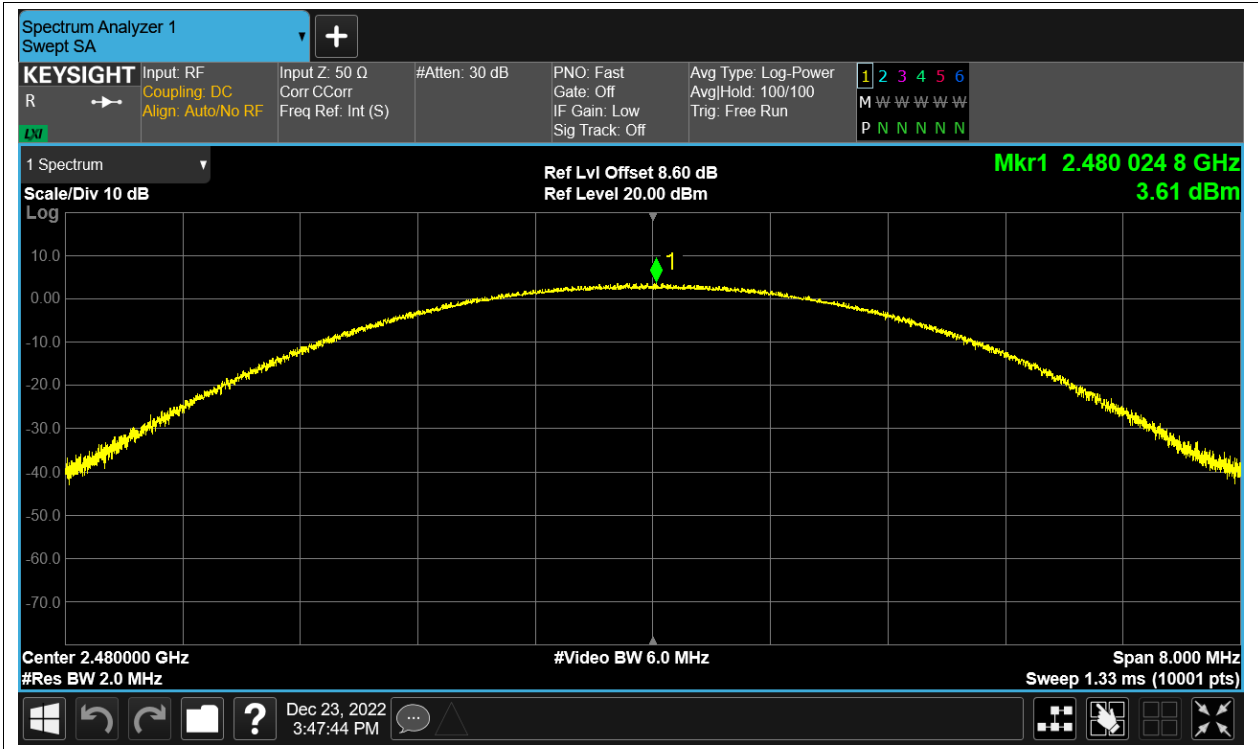 Spectrum Analyzer 1
Swept SA
+
KEYSIGHT
R
LXI
Input: RF
Coupling: DC
Align: Auto/No RF
Input Z: 50 Ω
Corr CCorr
Freq Ref: Int (S)
#Atten: 30 dB
PNO: Fast
Gate: Off
IF Gain: Low
Sig Track: Off
Avg Type: Log-Power
Avg|Hold: 100/100
Trig: Free Run
1 2 3 4 5 6
M W W W W W W
P N N N N N N
1 Spectrum
Scale/Div 10 dB
Log
Ref Lvl Offset 8.60 dB
Ref Level 20.00 dBm
Mkr1 2.480 024 8 GHz
3.61 dBm
1
10.0
0.00
-10.0
-20.0
-30.0
-40.0
-50.0
-60.0
-70.0
Center 2.480000 GHz
#Res BW 2.0 MHz
#Video BW 6.0 MHz
Span 8.000 MHz
Sweep 1.33 ms (10001 pts)
?
Dec 23, 2022
3:47:44 PM